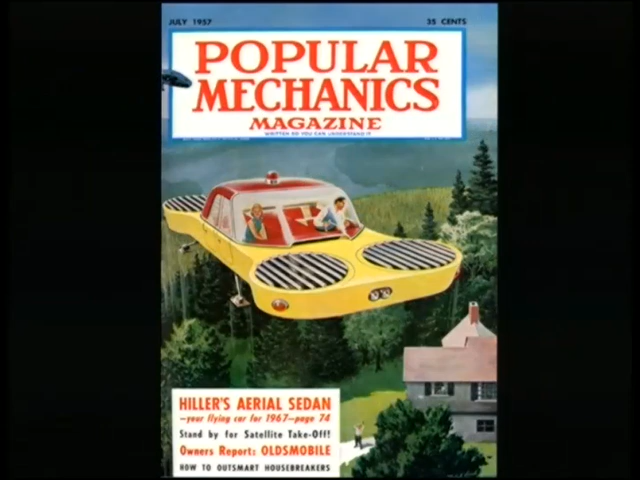 JULY 1957 35 CENTS
POPULAR
MECHANICS
MAGAZINE
WRITTEN SO YOU CAN UNDERSTAND IT
HILLER'S AERIAL SEDAN
—your flying car for 1967—page 74
Stand by for Satellite Take-Off!
Owners Report: OLDSMOBILE
HOW TO OUTSMART HOUSEBREAKERS